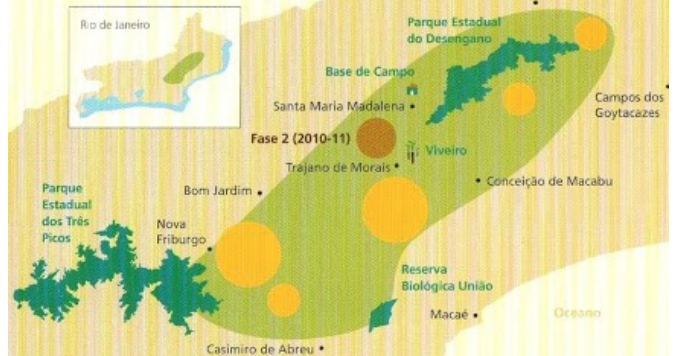 Rio de Janeiro
Parque Estadual
do Desengano
Base de Campo
Santa Maria Madalena
Campos dos
Goytacazes
Fase 2 (2010-11)
Viveiro
Trajano de Morais
Conceição de Macabu
Bom Jardim
Parque
Estadual
dos Três
Picos
Nova
Friburgo
Reserva
Biológica União
Macaé
Oceano
Casimiro de Abreu